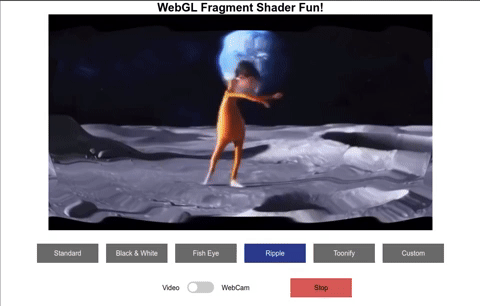 WebGL Fragment Shader Fun!
Standard Black & White Fish Eye Ripple Toonify Custom
Video WebCam Stop